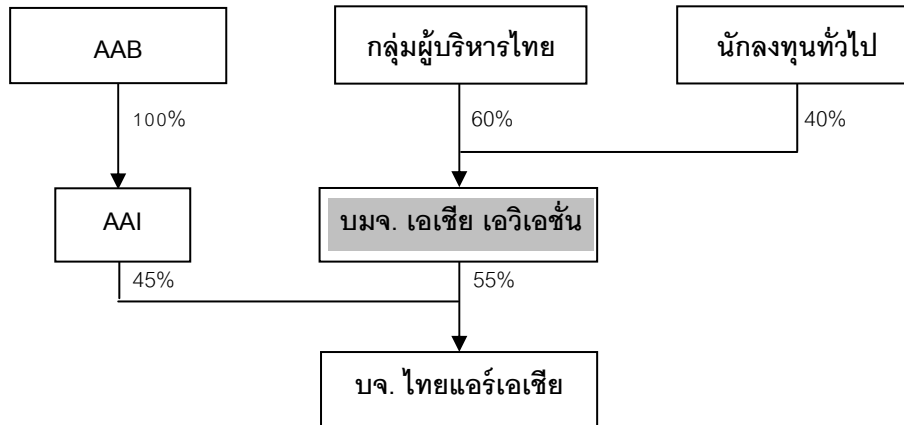 AAB
กลุ่มผู้บริหารไทย
นักลงทุนทั่วไป
100%
60%
40%
AAI
บมจ. เอเชีย เอวิเอชั่น
45%
55%
บจ. ไทยแอร์เอเชีย